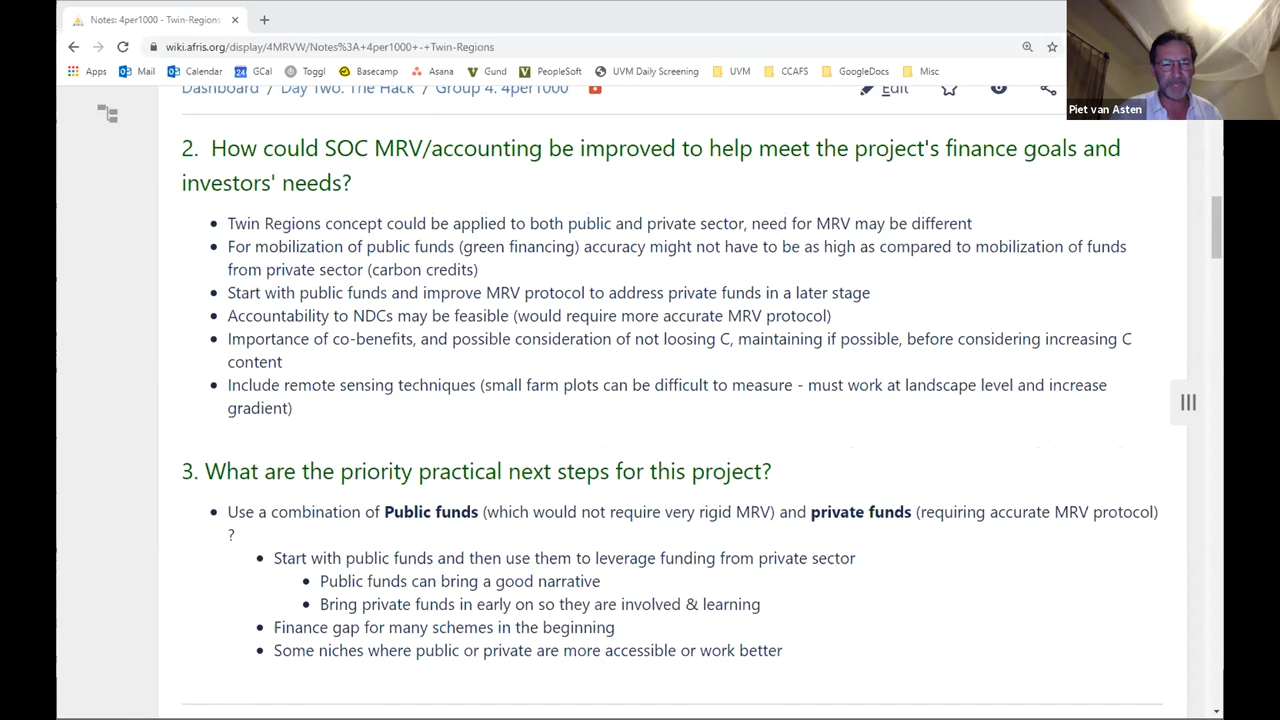 Notes: 4per1000 - Twin-Regions
wiki.afris.org/display/4MRVW/Notes%3A+4per1000+-+Twin-Regions
Apps Mail Calendar 24 GCal Toggl Basecamp Asana Gund PeopleSoft UVM Daily Screening UVM CCAFS GoogleDocs Misc
Piet van Asten
Dashboard / Day Two: The Hack / Group 4: 4per1000 Edit
2. How could SOC MRV/accounting be improved to help meet the project's finance goals and
investors' needs?
• Twin Regions concept could be applied to both public and private sector, need for MRV may be different
• For mobilization of public funds (green financing) accuracy might not have to be as high as compared to mobilization of funds
from private sector (carbon credits)
• Start with public funds and improve MRV protocol to address private funds in a later stage
• Accountability to NDCs may be feasible (would require more accurate MRV protocol)
• Importance of co-benefits, and possible consideration of not loosing C, maintaining if possible, before considering increasing C
content
• Include remote sensing techniques (small farm plots can be difficult to measure - must work at landscape level and increase
gradient)
3. What are the priority practical next steps for this project?
• Use a combination of Public funds (which would not require very rigid MRV) and private funds (requiring accurate MRV protocol)
?
• Start with public funds and then use them to leverage funding from private sector
• Public funds can bring a good narrative
• Bring private funds in early on so they are involved & learning
• Finance gap for many schemes in the beginning
• Some niches where public or private are more accessible or work better